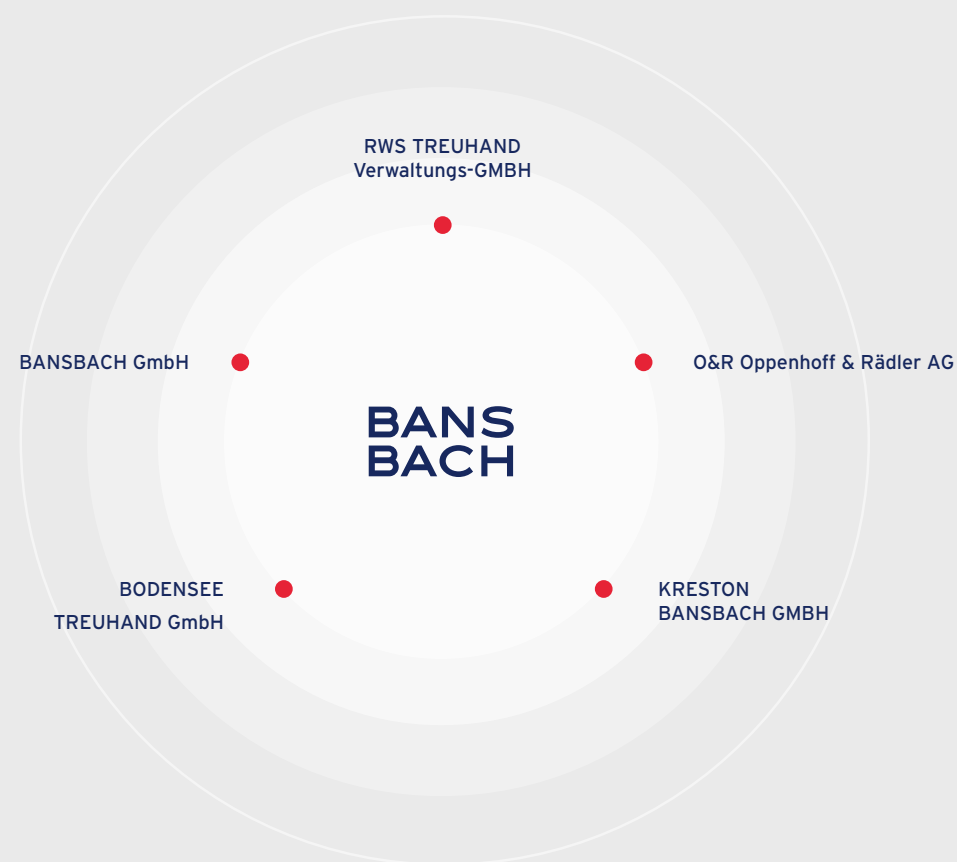 RWS TREUHAND
Verwaltungs-GMBH
BANSBACH GmbH
O&R Oppenhoff & Rädler AG
BANS
BACH
BODENSEE
TREUHAND GmbH
KRESTON
BANSBACH GMBH